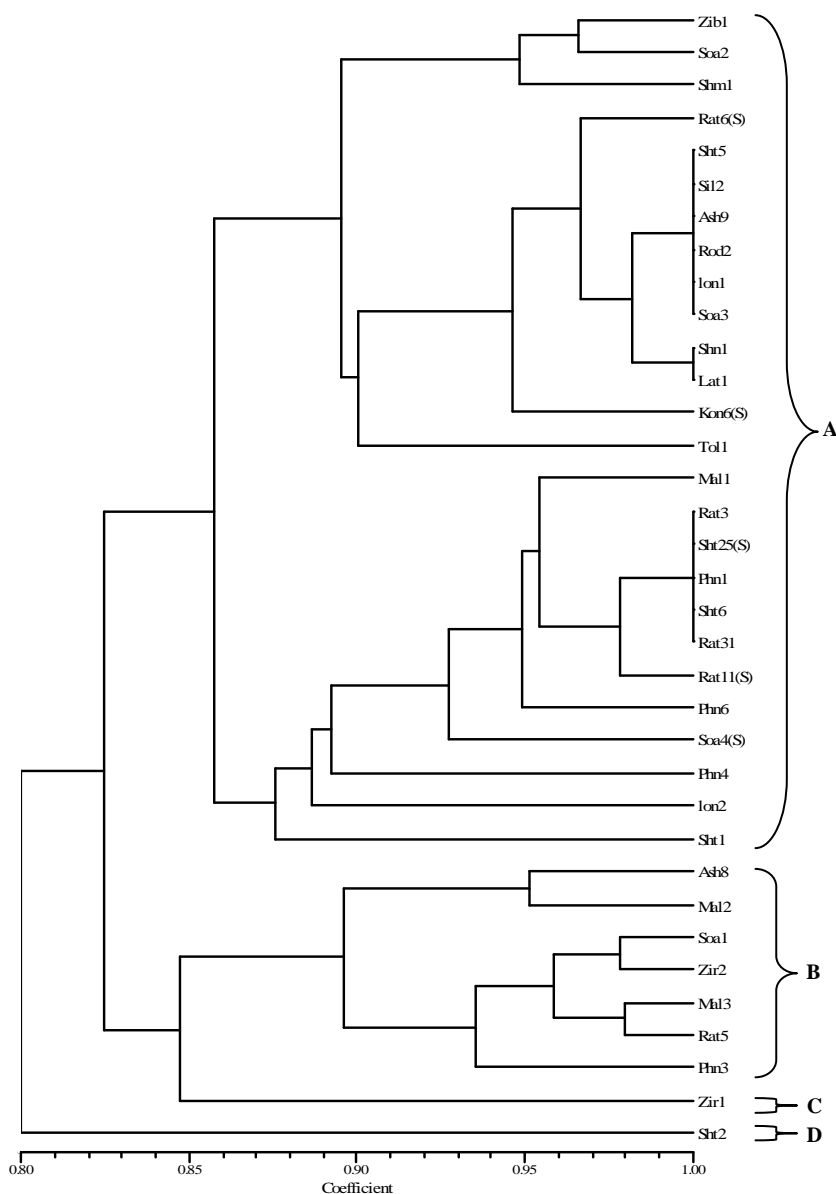 Zib1
Soa2
Shm1
Rat6(S)
Sht5
Sil2
Ash9
Rod2
Ion1
Soa3
Shn1
Lat1
Kon6(S)
A
Tol1
Mal1
Rat3
Sht25(S)
Phn1
Sht6
Rat31
Rat11(S)
Phn6
Soa4(S)
Phn4
Ion2
Sht1
Ash8
Mal2
Soa1
Zir2
B
Mal3
Rat5
Phn3
Zir1
C
Sht2
D
0.80 0.85 0.90 0.95 1.00
Coefficient